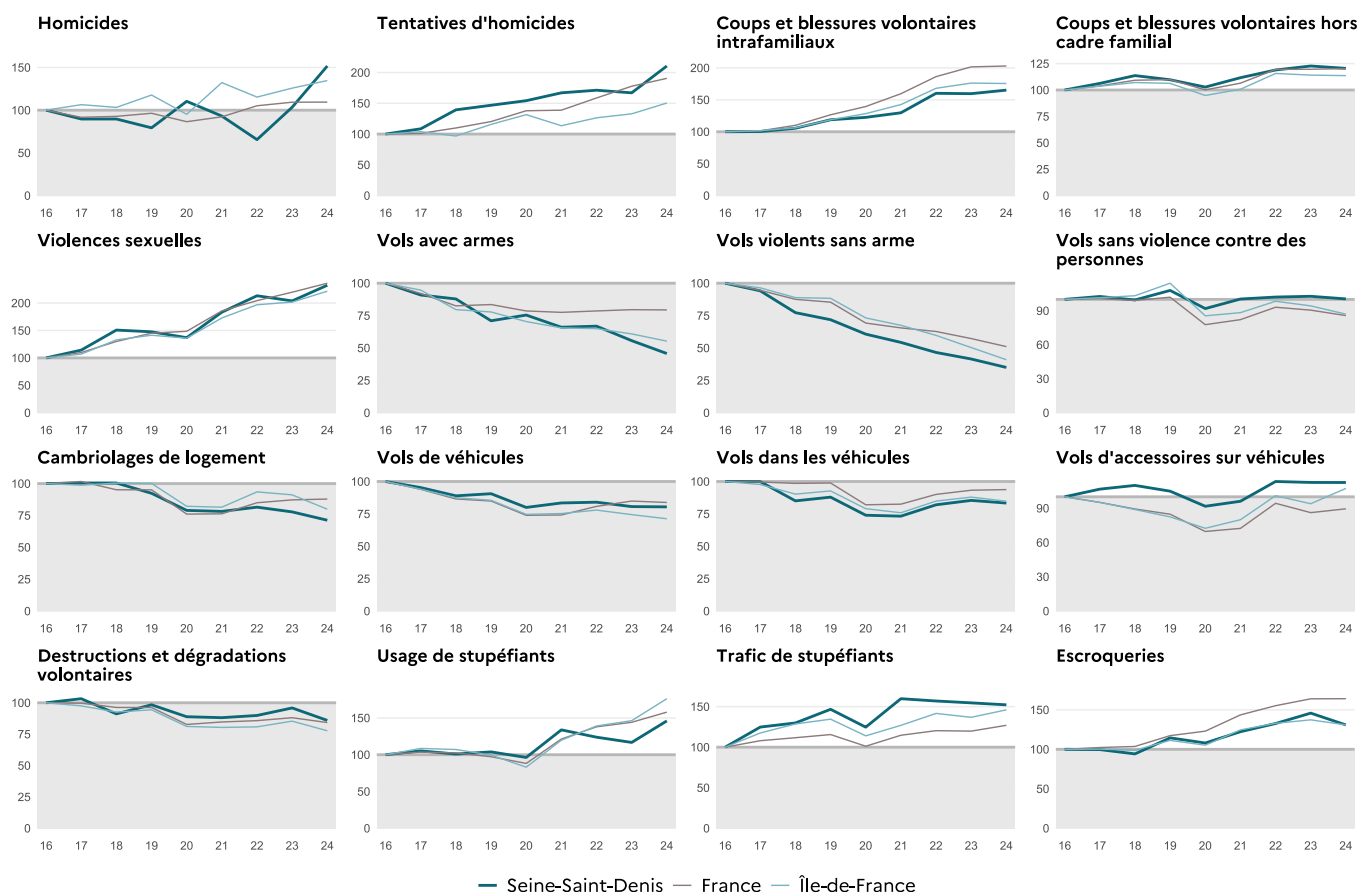 Homicides
150
100
50
0
16 17 18 19 20 21 22 23 24
Tentatives d'homicides
200
150
100
50
0
16 17 18 19 20 21 22 23 24
Coups et blessures volontaires
intrafamiliaux
200
150
100
50
0
16 17 18 19 20 21 22 23 24
Coups et blessures volontaires hors
cadre familial
125
100
75
50
25
0
16 17 18 19 20 21 22 23 24
Violences sexuelles
200
150
100
50
0
16 17 18 19 20 21 22 23 24
Vols avec armes
100
75
50
25
0
16 17 18 19 20 21 22 23 24
Vols violents sans arme
100
75
50
25
0
16 17 18 19 20 21 22 23 24
Vols sans violence contre des
personnes
90
60
30
0
16 17 18 19 20 21 22 23 24
Cambriolages de logement
100
75
50
25
0
16 17 18 19 20 21 22 23 24
Vols de véhicules
100
75
50
25
0
16 17 18 19 20 21 22 23 24
Vols dans les véhicules
100
75
50
25
0
16 17 18 19 20 21 22 23 24
Vols d'accessoires sur véhicules
90
60
30
0
16 17 18 19 20 21 22 23 24
Destructions et dégradations
volontaires
100
75
50
25
0
16 17 18 19 20 21 22 23 24
Usage de stupéfiants
150
100
50
0
16 17 18 19 20 21 22 23 24
Trafic de stupéfiants
150
100
50
0
16 17 18 19 20 21 22 23 24
Escroqueries
150
100
50
0
16 17 18 19 20 21 22 23 24
Seine-Saint-Denis France Île-de-France